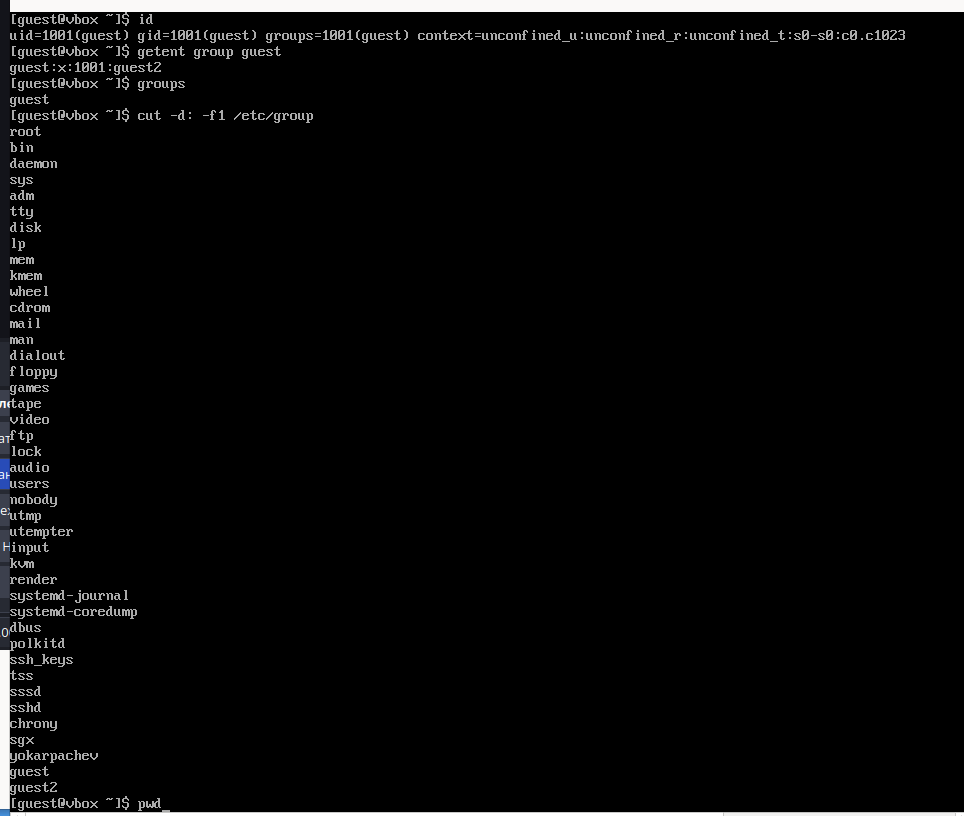 [guest@vbox ~]$ id
uid=1001(guest) gid=1001(guest) groups=1001(guest) context=unconfined_u:unconfined_r:unconfined_t:s0-s0:c0.c1023
[guest@vbox ~]$ getent group guest
guest:x:1001:guest2
[guest@vbox ~]$ groups
guest
[guest@vbox ~]$ cut -d: -f1 /etc/group
root
bin
daemon
sys
adm
tty
disk
lp
mem
kmem
wheel
cdrom
mail
man
dialout
floppy
games
tape
video
ftp
lock
audio
users
nobody
utmp
utempter
input
kvm
render
systemd-journal
systemd-coredump
dbus
polkitd
ssh_keys
tss
sssd
sshd
chrony
sgx
yokarpachev
guest
guest2
[guest@vbox ~]$ pwd_